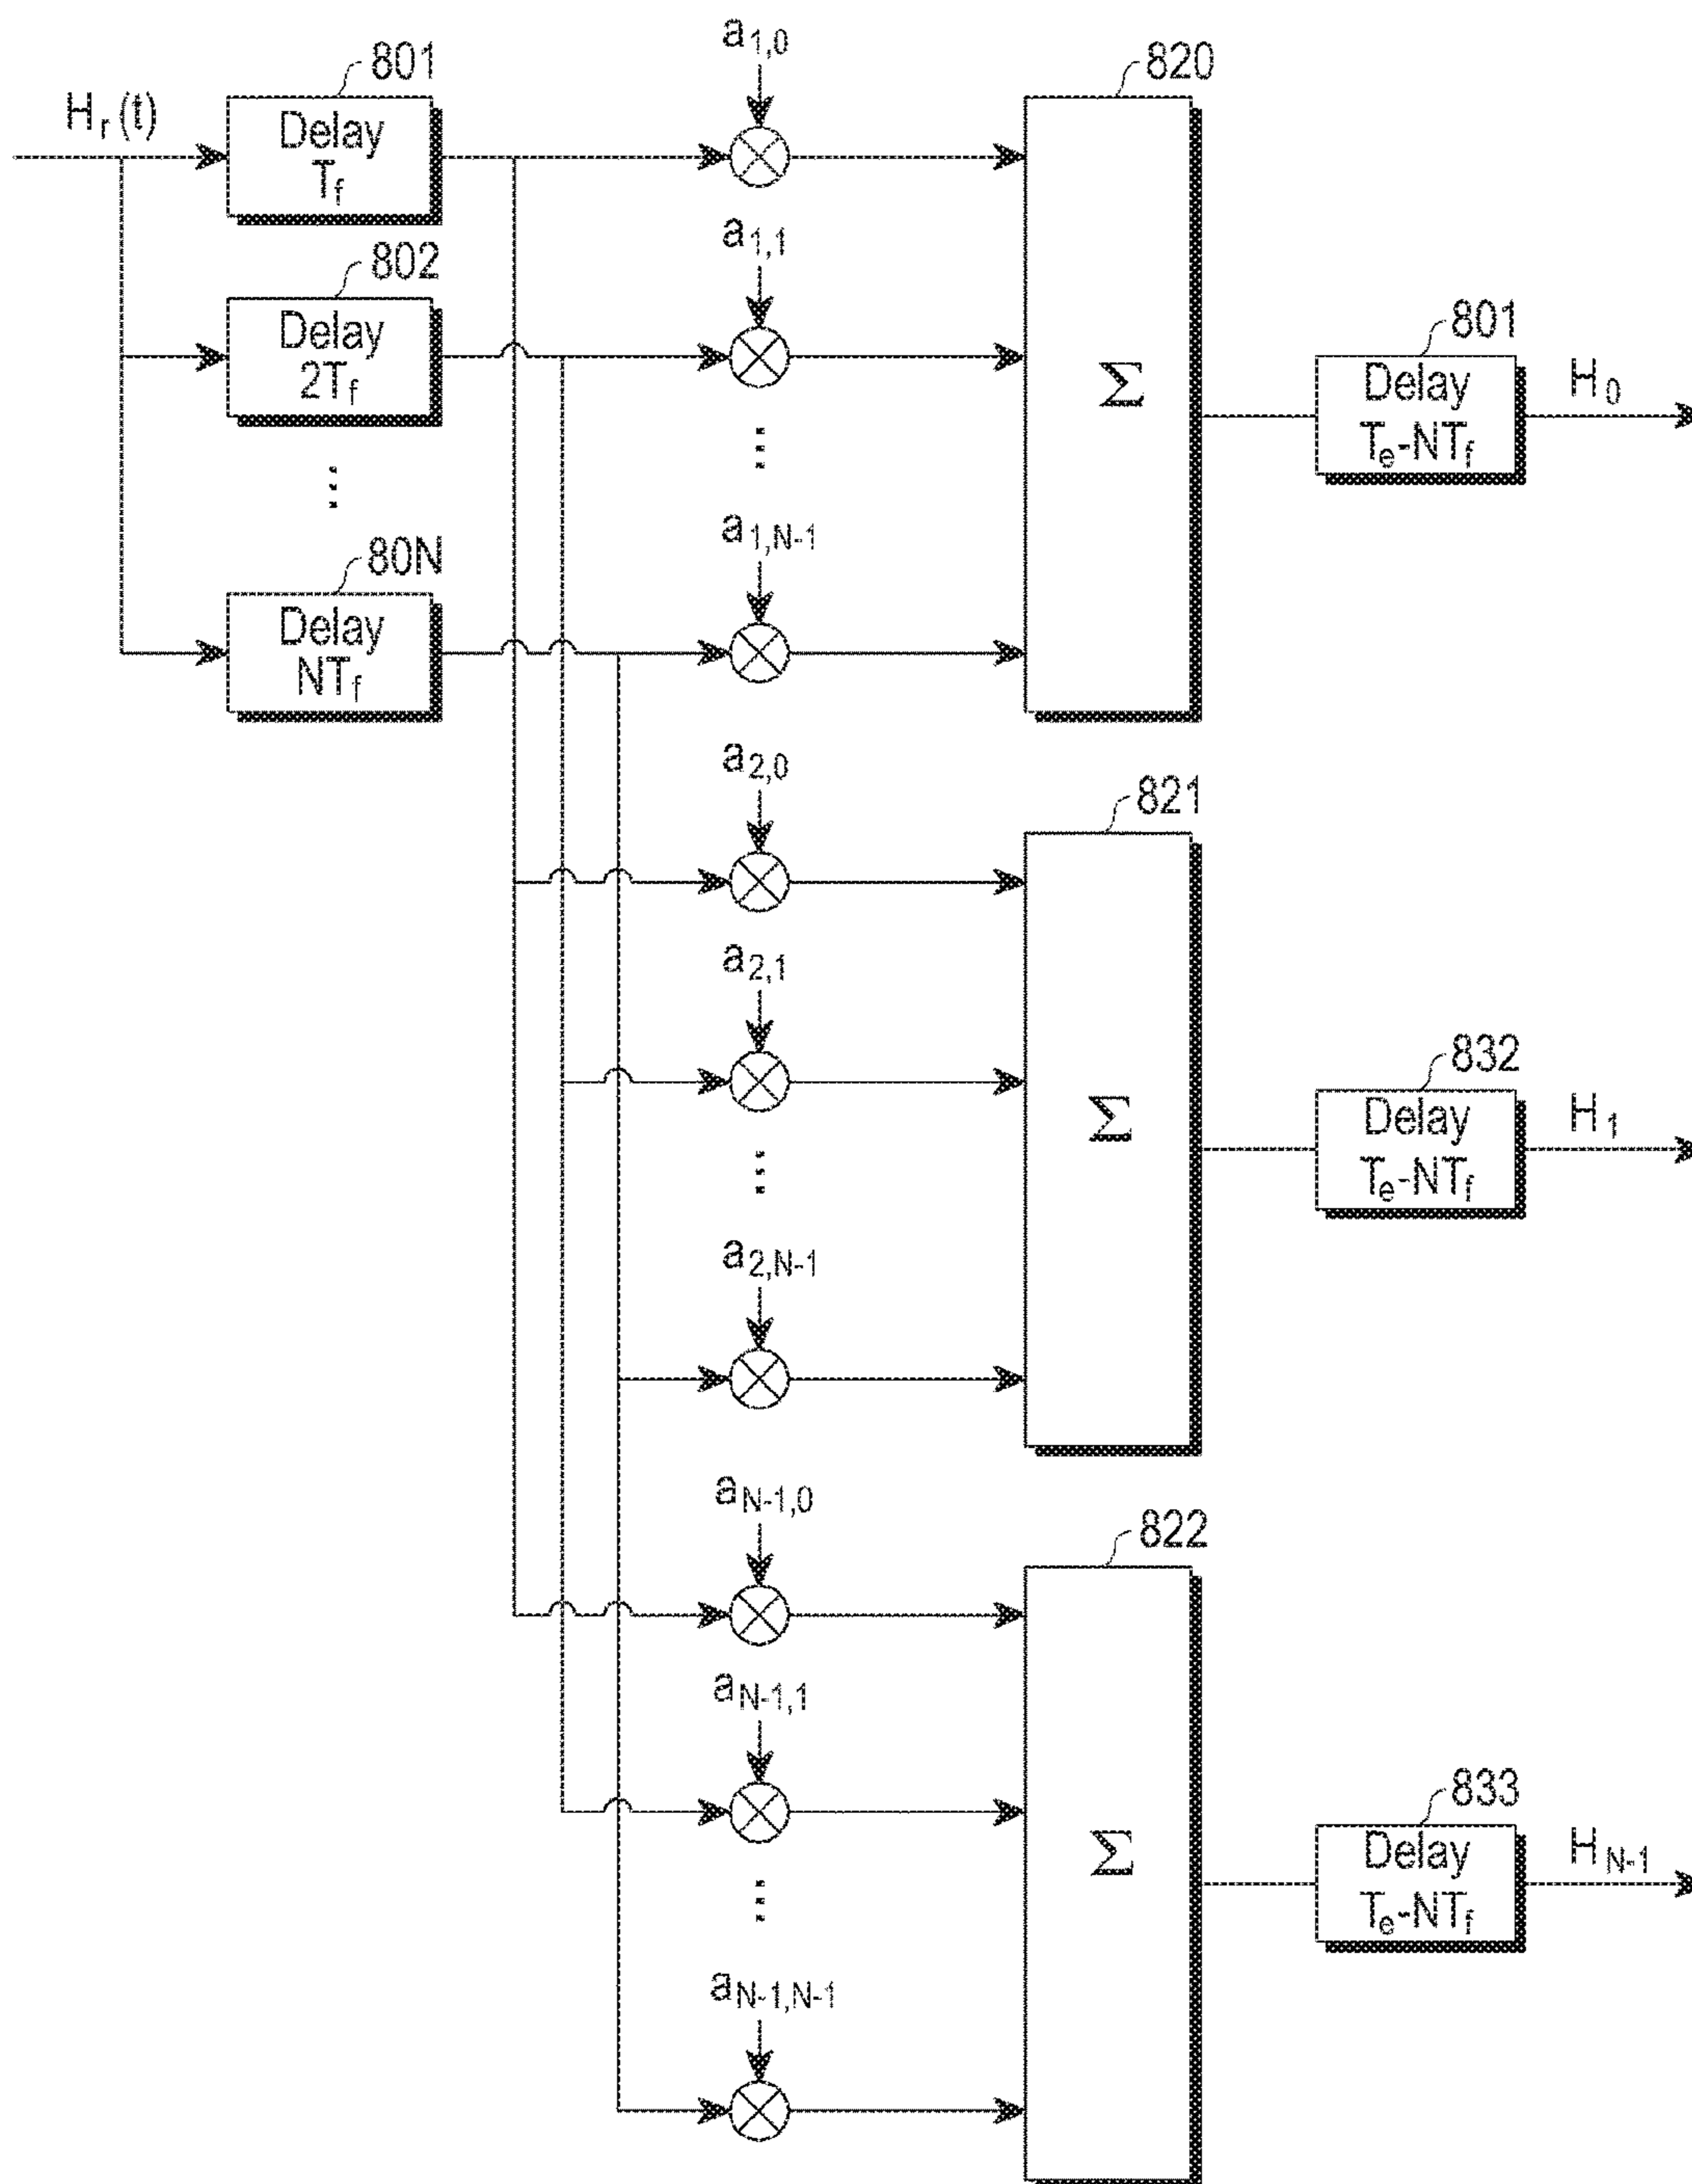 a1,0
801
820
Hr(t)
Delay
Tf
a1,1
802
Delay
2Tf
801
Σ
Delay
Te-NTf
H0
...
...
a1,N-1
80N
Delay
NTf
a2,0
821
a2,1
832
Σ
Delay
Te-NTf
H1
...
a2,N-1
aN-1,0
822
aN-1,1
833
Σ
Delay
Te-NTf
HN-1
...
aN-1,N-1